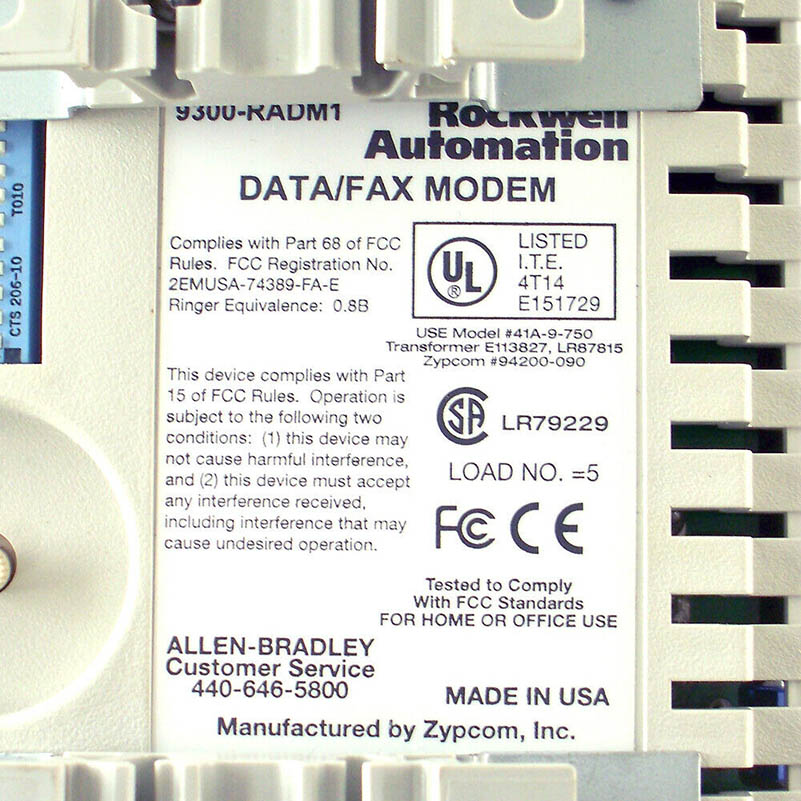 9300-RADM1
Rockwell
Automation
DATA/FAX MODEM
Complies with Part 68 of FCC
Rules. FCC Registration No.
2EMUSA-74389-FA-E
Ringer Equivalence: 0.8B
UL
®
LISTED
I.T.E.
4T14
E151729
USE Model #41A-9-750
Transformer E113827, LR87815
Zypcom #94200-090
This device complies with Part
15 of FCC Rules. Operation is
subject to the following two
conditions: (1) this device may
not cause harmful interference,
and (2) this device must accept
any interference received,
including interference that may
cause undesired operation.
SA LR79229
LOAD NO. =5
FC CE
Tested to Comply
With FCC Standards
FOR HOME OR OFFICE USE
ALLEN-BRADLEY
Customer Service
440-646-5800
MADE IN USA
Manufactured by Zypcom, Inc.
CTS 206-10 T010